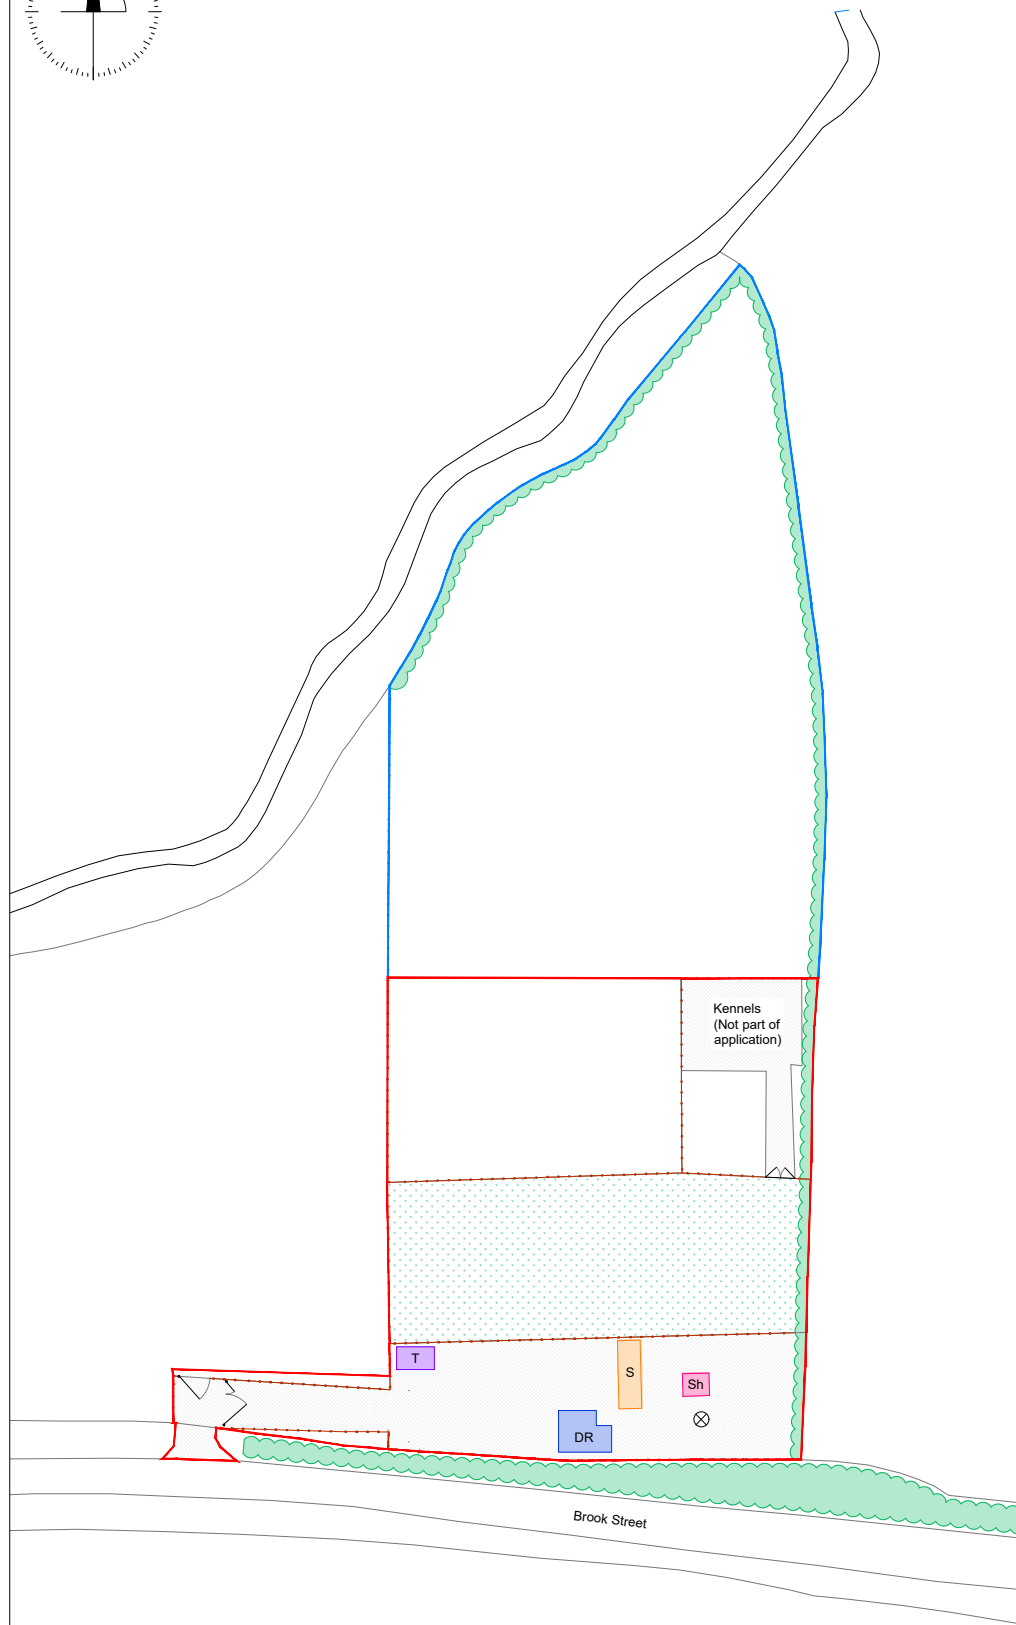 Kennels
(Not part of
application)
T
S
Sh
DR
Brook Street